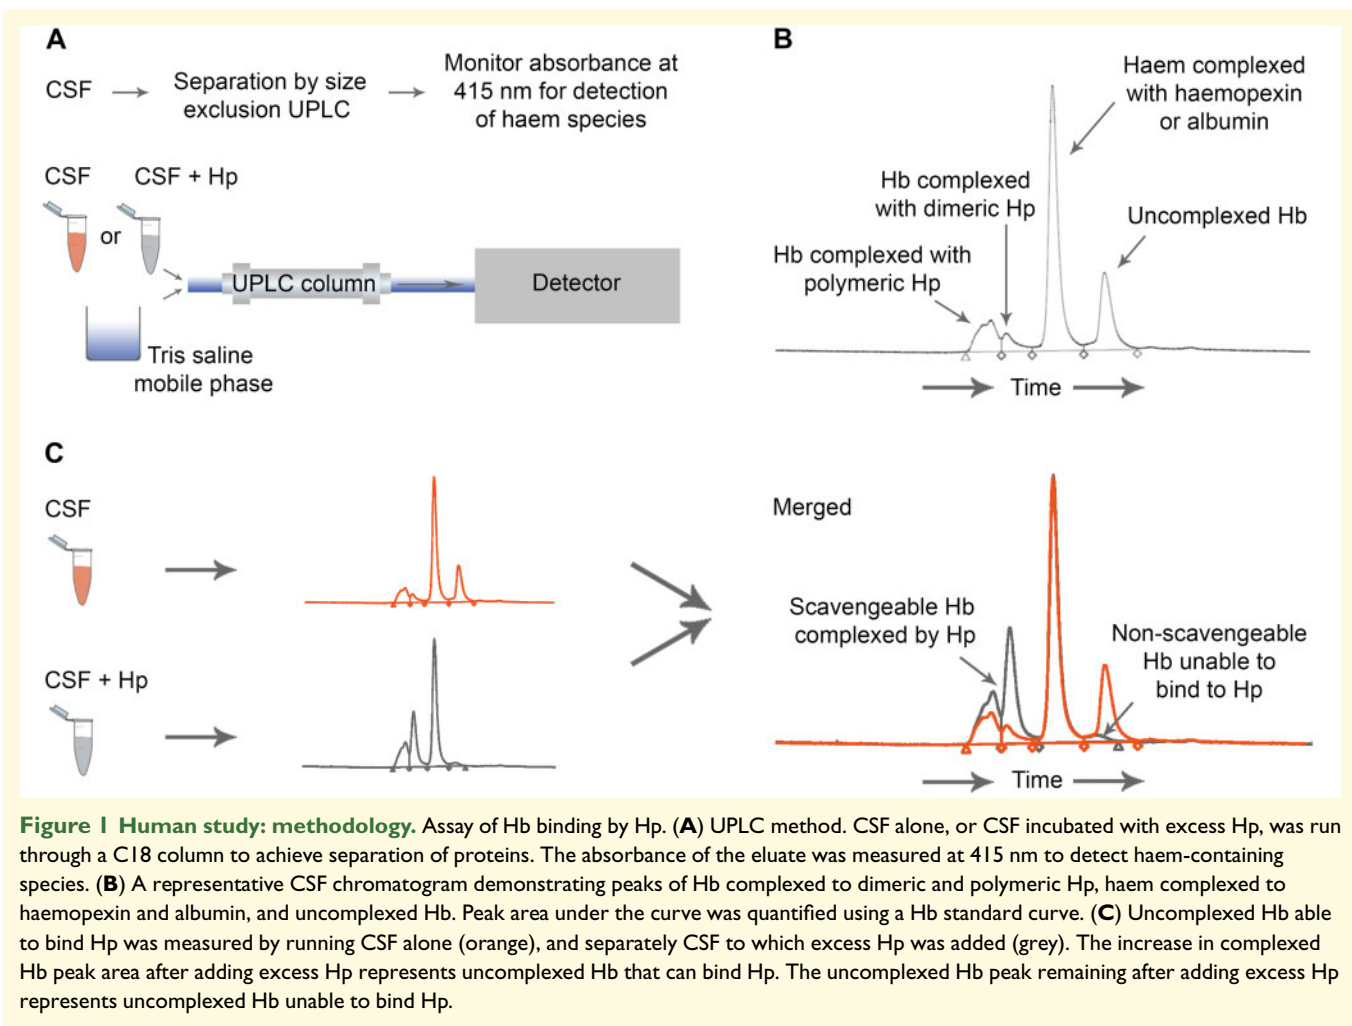 A
CSF
Separation by size
exclusion UPLC
Monitor absorbance at
415 nm for detection
of haem species
CSF
or
CSF + Hp
UPLC column
Detector
Tris saline
mobile phase
B
Haem complexed
with haemopexin
or albumin
Hb complexed
with dimeric Hp
Uncomplexed Hb
Hb complexed with
polymeric Hp
Time
C
CSF
CSF + Hp
Merged
Scavengeable Hb
complexed by Hp
Non-scavengeable
Hb unable to
bind to Hp
Time
Figure 1 Human study: methodology. Assay of Hb binding by Hp. (A) UPLC method. CSF alone, or CSF incubated with excess Hp, was run
through a C18 column to achieve separation of proteins. The absorbance of the eluate was measured at 415 nm to detect haem-containing
species. (B) A representative CSF chromatogram demonstrating peaks of Hb complexed to dimeric and polymeric Hp, haem complexed to
haemopexin and albumin, and uncomplexed Hb. Peak area under the curve was quantified using a Hb standard curve. (C) Uncomplexed Hb able
to bind Hp was measured by running CSF alone (orange), and separately CSF to which excess Hp was added (grey). The increase in complexed
Hb peak area after adding excess Hp represents uncomplexed Hb that can bind Hp. The uncomplexed Hb peak remaining after adding excess Hp
represents uncomplexed Hb unable to bind Hp.